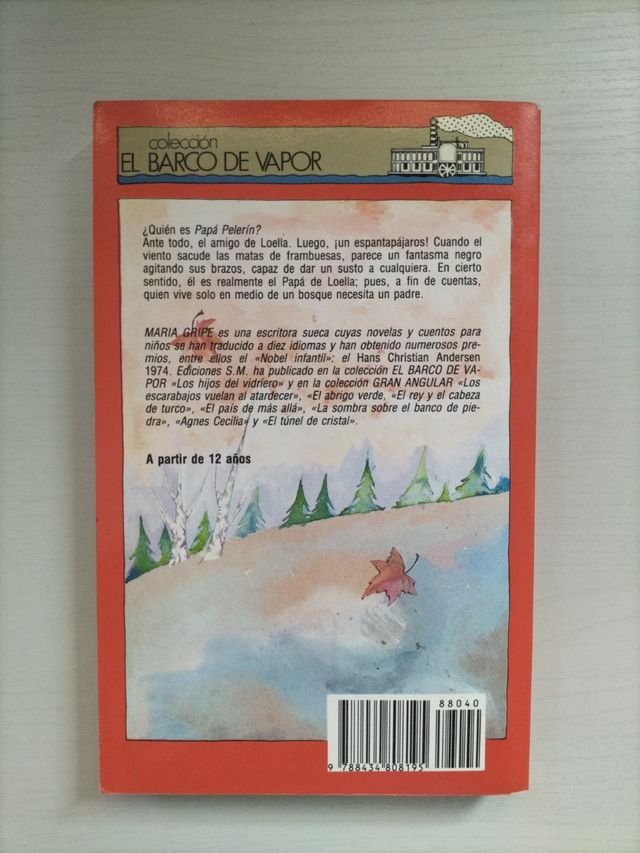 colección
EL BARCO DE VAPOR
¿Quién es Papá Pelerín?
Ante todo, el amigo de Loella. Luego, ¡un espantapájaros! Cuando el
viento sacude las matas de frambuesas, parece un fantasma negro
agitando sus brazos, capaz de dar un susto a cualquiera. En cierto
sentido, él es realmente el Papá de Loella; pues, a fin de cuentas,
quien vive solo en medio de un bosque necesita un padre.
MARIA GRIPE es una escritora sueca cuyas novelas y cuentos para
niños se han traducido a diez idiomas y han obtenido numerosos pre-
mios, entre ellos el «Nobel infantil»: el Hans Christian Andersen
1974. Ediciones S.M. ha publicado en la colección EL BARCO DE VA-
POR «Los hijos del vidriero» y en la colección GRAN ANGULAR «Los
escarabajos vuelan al atardecer», «El abrigo verde, «El rey y el cabeza
de turco», «El país de más allá», «La sombra sobre el banco de pie-
dra», «Agnes Cecilia» y «El túnel de cristal».
A partir de 12 años
88040
9 788434 808195